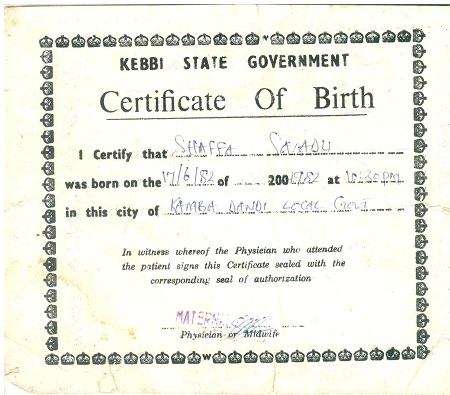 KEBBI STATE GOVERNMENT
Certificate Of Birth
I Certify that SHAFFA
was born on the 17/6/82 of 200 1982 at 10:30pm
in this city of KAMBA DANDI LOCAL GOVT
In witness whereof the Physician who attended
the patient signs this Certificate sealed with the
corresponding seal of authorization
Physician or Midwife